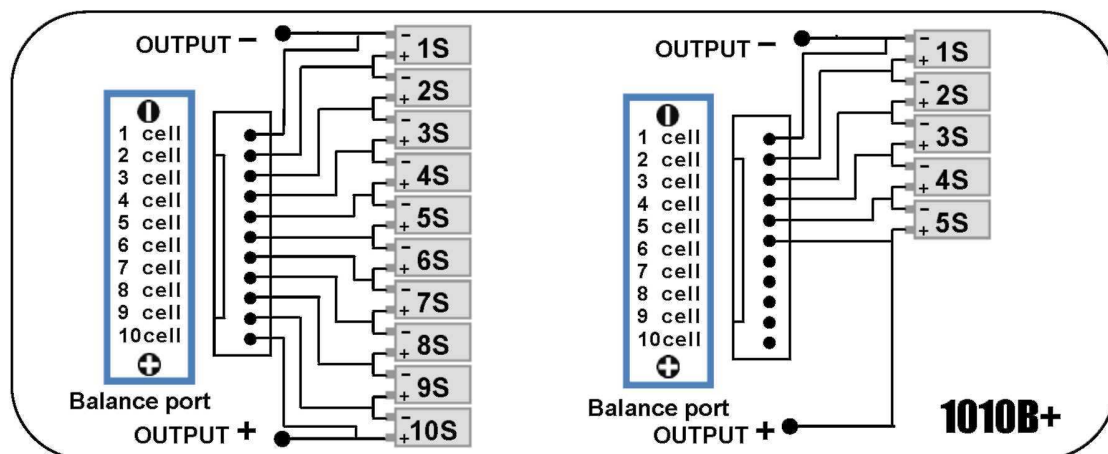 OUTPUT −
- 1S
+
- 2S
+
- 3S
+
- 4S
+
- 5S
+
- 6S
+
- 7S
+
- 8S
+
- 9S
+
- 10S
+
−
1 cell
2 cell
3 cell
4 cell
5 cell
6 cell
7 cell
8 cell
9 cell
10cell
+
Balance port
OUTPUT +
OUTPUT −
- 1S
+
- 2S
+
- 3S
+
- 4S
+
- 5S
+
−
1 cell
2 cell
3 cell
4 cell
5 cell
6 cell
7 cell
8 cell
9 cell
10cell
+
Balance port
OUTPUT +
1010B+